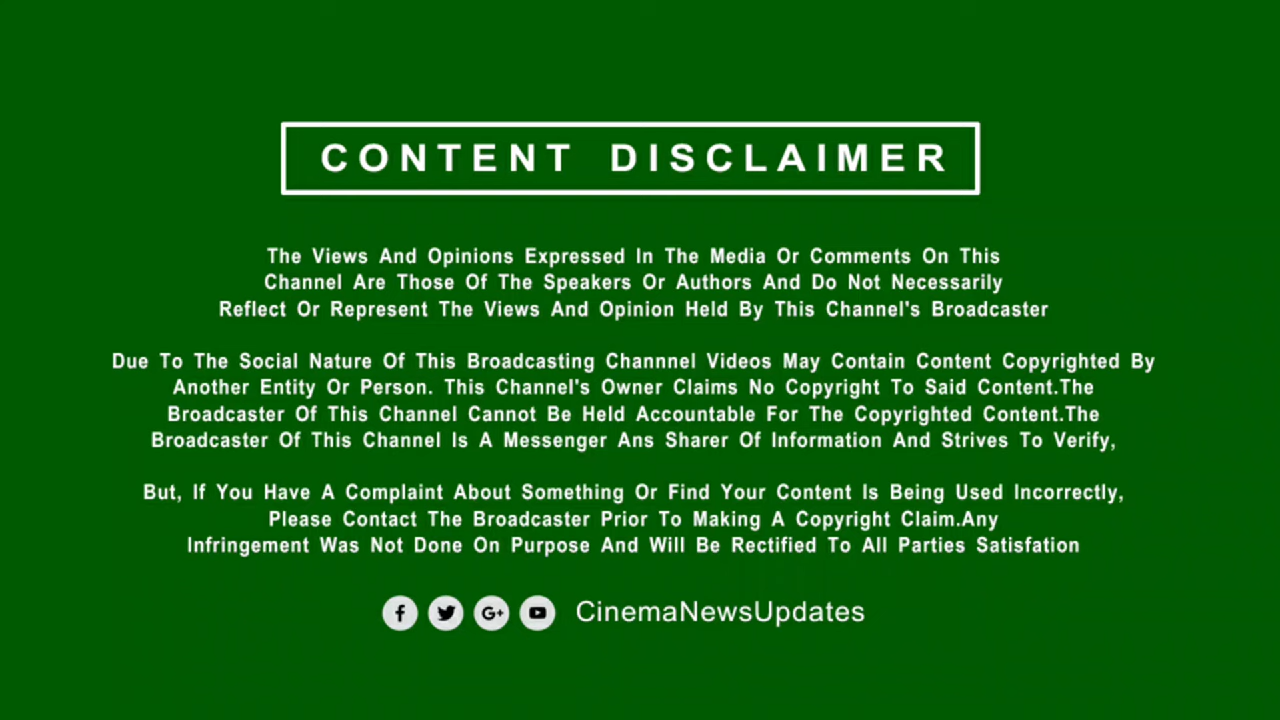 CONTENT DISCLAIMER
The Views And Opinions Expressed In The Media Or Comments On This
Channel Are Those Of The Speakers Or Authors And Do Not Necessarily
Reflect Or Represent The Views And Opinion Held By This Channel's Broadcaster
Due To The Social Nature Of This Broadcasting Channnel Videos May Contain Content Copyrighted By
Another Entity Or Person. This Channel's Owner Claims No Copyright To Said Content.The
Broadcaster Of This Channel Cannot Be Held Accountable For The Copyrighted Content.The
Broadcaster Of This Channel Is A Messenger Ans Sharer Of Information And Strives To Verify,
But, If You Have A Complaint About Something Or Find Your Content Is Being Used Incorrectly,
Please Contact The Broadcaster Prior To Making A Copyright Claim.Any
Infringement Was Not Done On Purpose And Will Be Rectified To All Parties Satisfation
f G+ CinemaNewsUpdates